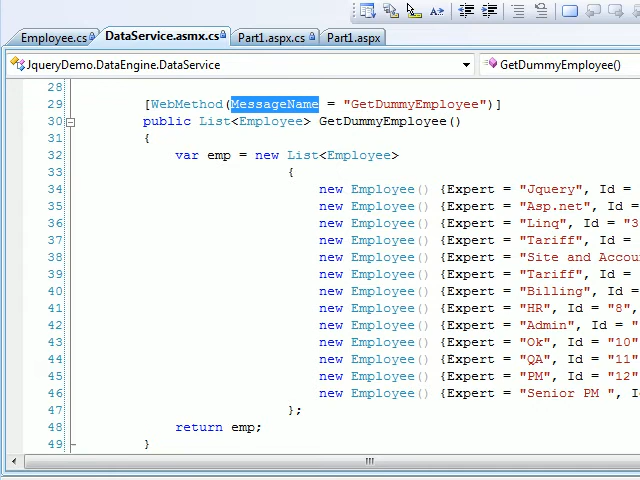 Employee.cs DataService.asmx.cs Part1.aspx.cs Part1.aspx
JqueryDemo.DataEngine.DataService GetDummyEmployee()
28
29 [WebMethod(MessageName = "GetDummyEmployee")]
30 public List<Employee> GetDummyEmployee()
31 {
32 var emp = new List<Employee>
33 {
34 new Employee() {Expert = "Jquery", Id =
35 new Employee() {Expert = "Asp.net", Id =
36 new Employee() {Expert = "Linq", Id = "3
37 new Employee() {Expert = "Tariff", Id =
38 new Employee() {Expert = "Site and Accou
39 new Employee() {Expert = "Tariff", Id =
40 new Employee() {Expert = "Billing", Id =
41 new Employee() {Expert = "HR", Id = "8",
42 new Employee() {Expert = "Admin", Id = "
43 new Employee() {Expert = "Ok", Id = "10"
44 new Employee() {Expert = "QA", Id = "11"
45 new Employee() {Expert = "PM", Id = "12"
46 new Employee() {Expert = "Senior PM ", I
47 };
48 return emp;
49 }